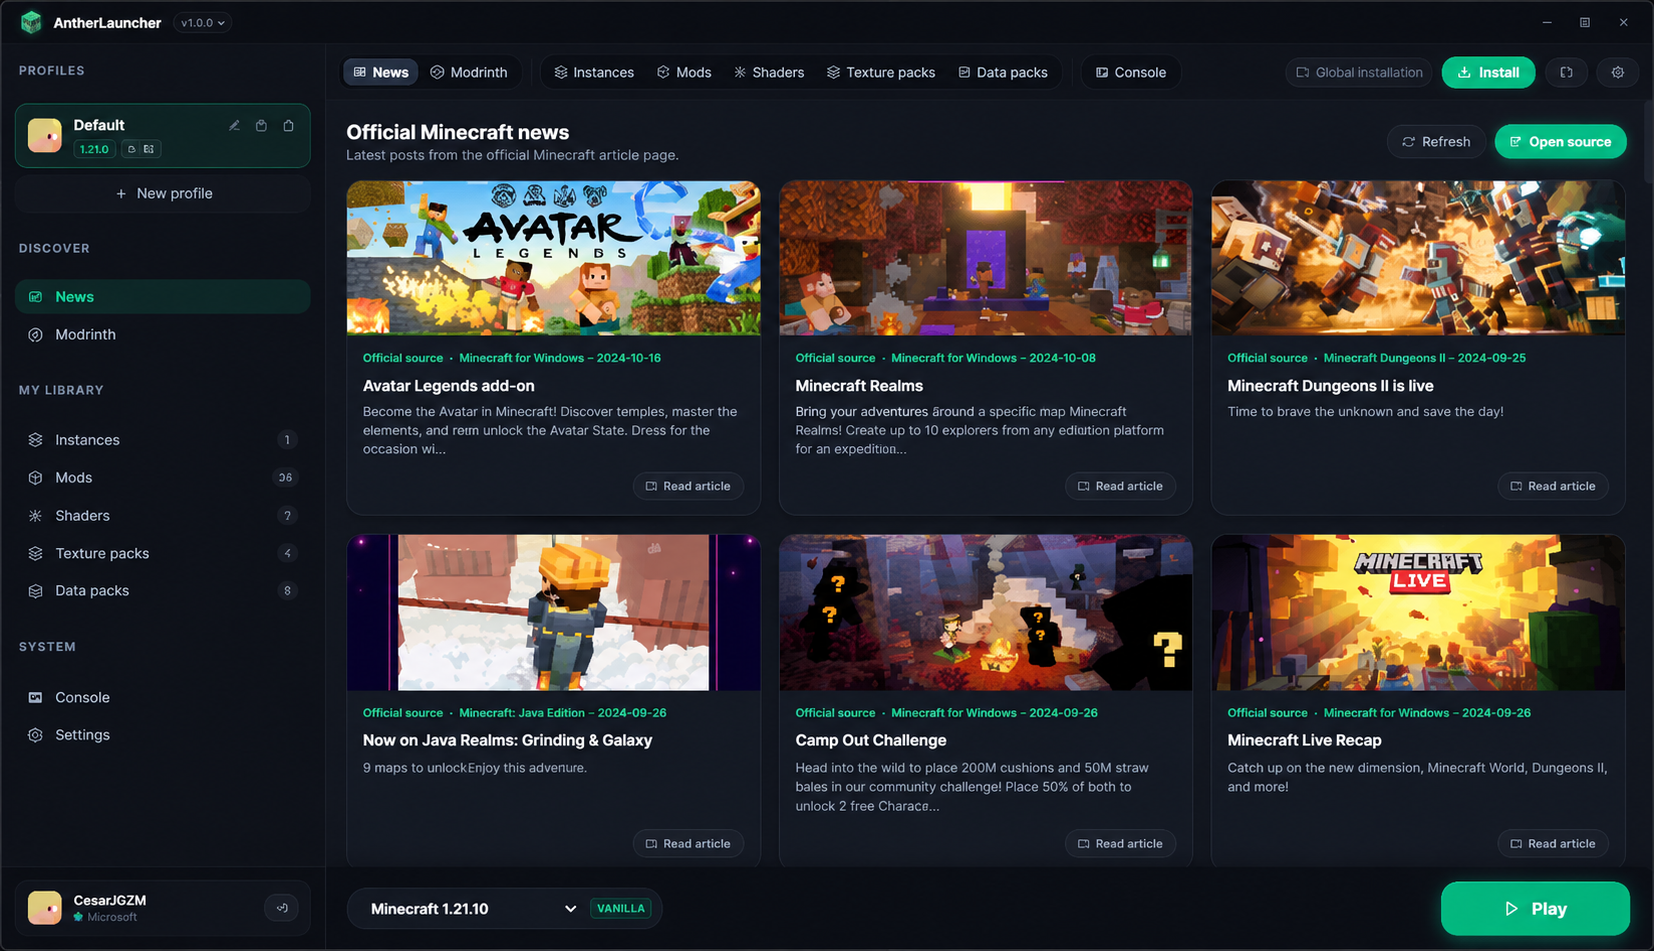 AntherLauncher
v1.0.0
PROFILES
Default
1.21.0
+ New profile
DISCOVER
News
Modrinth
MY LIBRARY
Instances 1
Mods
Shaders
Texture packs 4
Data packs 8
SYSTEM
Console
Settings
CesarJGZM
Microsoft
News
Modrinth
Instances
Mods
Shaders
Texture packs
Data packs
Console
Global installation
Install
Official Minecraft news
Latest posts from the official Minecraft article page.
Refresh
Open source
AVATAR
LEGENDS
Official source · Minecraft for Windows – 2024-10-16
Avatar Legends add-on
Become the Avatar in Minecraft! Discover temples, master the
elements, and unlock the Avatar State. Dress for the
occasion wi...
Read article
Official source · Minecraft for Windows – 2024-10-08
Minecraft Realms
Bring your adventures around a specific map Minecraft
Realms! Create up to 10 explorers from any platform
for an expedition...
Read article
Official source · Minecraft Dungeons II – 2024-09-25
Minecraft Dungeons II is live
Time to brave the unknown and save the day!
Read article
Official source · Minecraft: Java Edition – 2024-09-26
Now on Java Realms: Grinding & Galaxy
9 maps to unlockEnjoy this
Read article
? ? ? ? ? ?
Official source · Minecraft for Windows – 2024-09-26
Camp Out Challenge
Head into the wild to place 200M cushions and 50M straw
bales in our community challenge! Place 50% of both to
unlock 2 free
Read article
MINECRAFT
LIVE
Official source · Minecraft for Windows – 2024-09-26
Minecraft Live Recap
Catch up on the new dimension, Minecraft World, Dungeons II,
and more!
Read article
Minecraft 1.21.10
VANILLA
Play